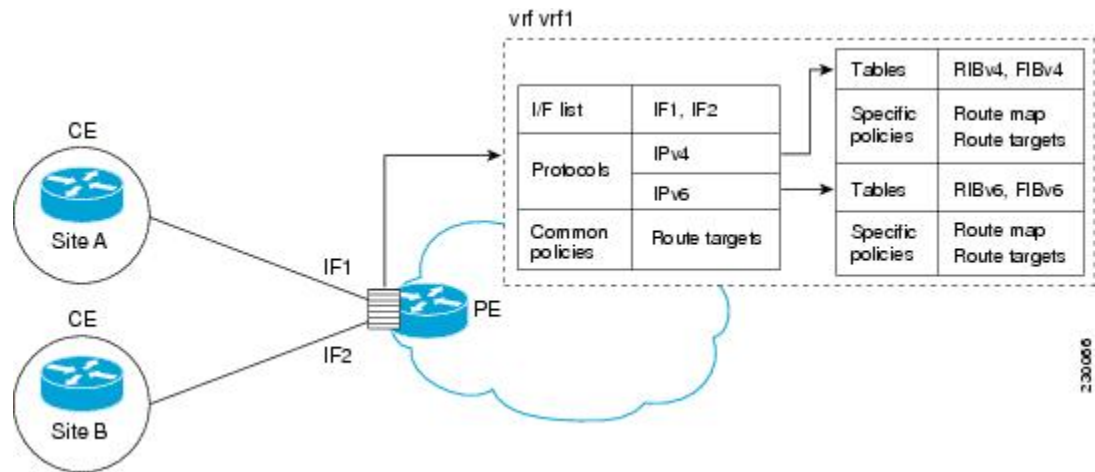 vrf vrf1
I/F list
IF1, IF2
Protocols
IPv4
IPv6
Common
policies
Route targets
Tables
RIBv4, FIBv4
Specific
policies
Route map
Route targets
Tables
RIBv6, FIBv6
Specific
policies
Route map
Route targets
CE
Site A
IF1
PE
CE
Site B
IF2
230066